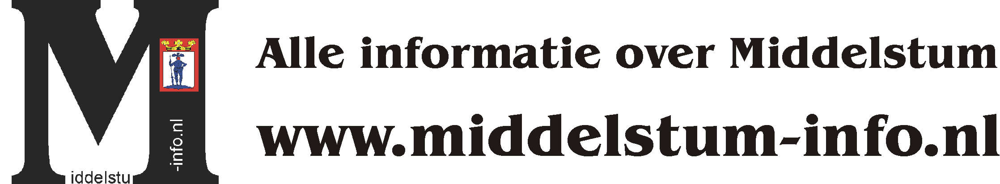 M
iddelstu
-info.nl
Alle informatie over Middelstum
www.middelstum-info.nl